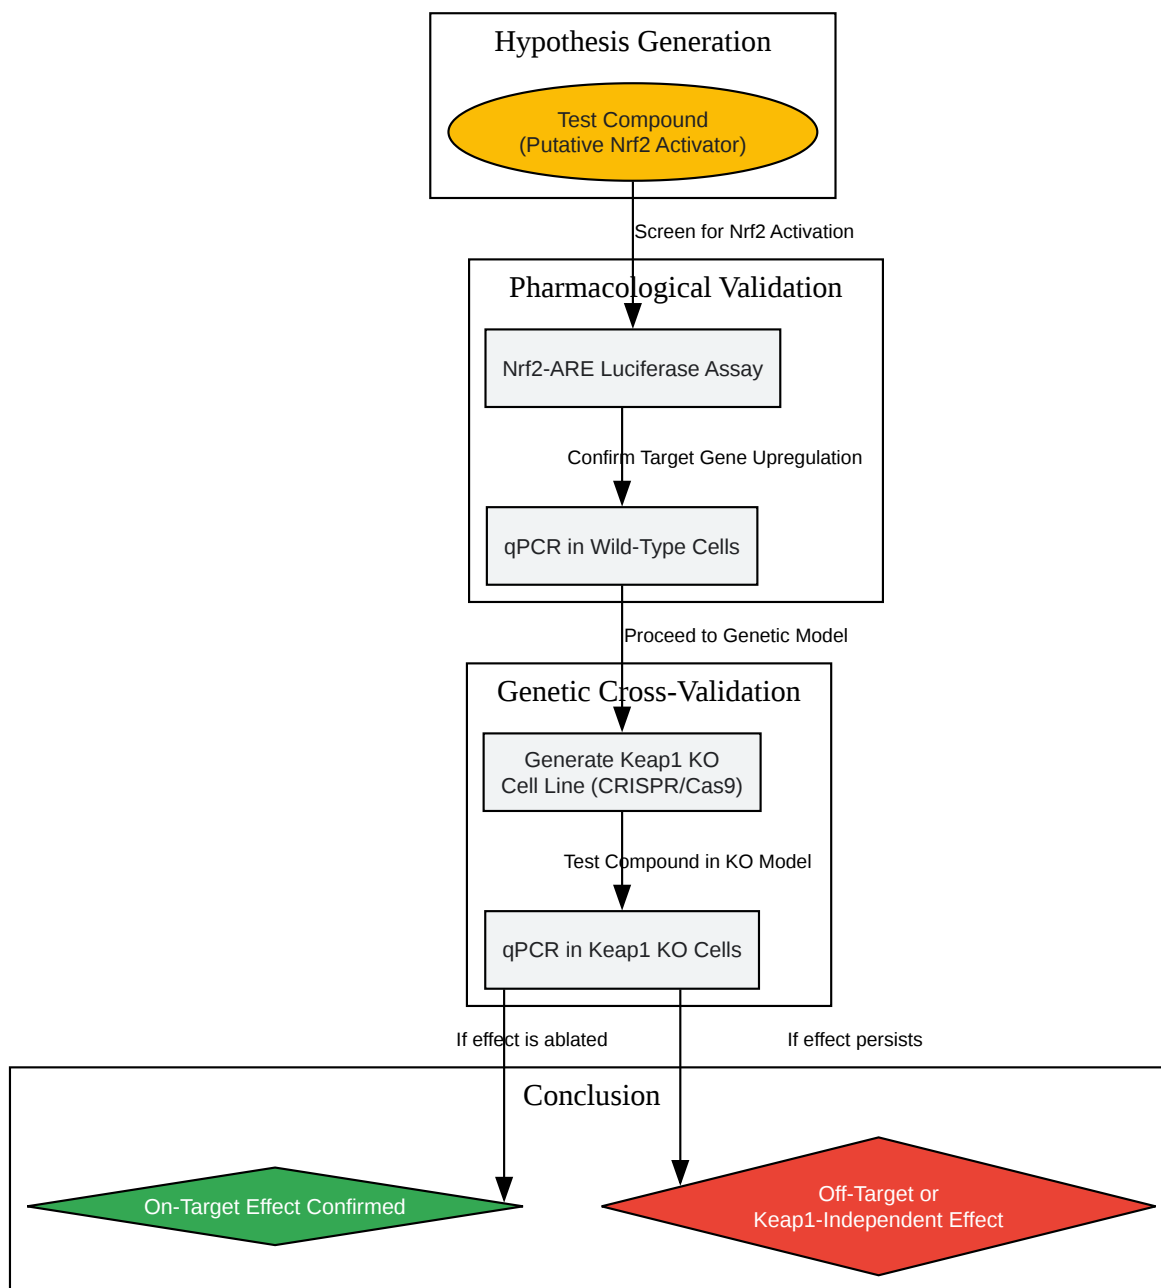 Hypothesis Generation
Test Compound
(Putative Nrf2 Activator)
Screen for Nrf2 Activation
Pharmacological Validation
Nrf2-ARE Luciferase Assay
Confirm Target Gene Upregulation
qPCR in Wild-Type Cells
Proceed to Genetic Model
Genetic Cross-Validation
Generate Keap1 KO
Cell Line (CRISPR/Cas9)
Test Compound in KO Model
qPCR in Keap1 KO Cells
If effect is ablated
If effect persists
Conclusion
On-Target Effect Confirmed
Off-Target or
Keap1-Independent Effect